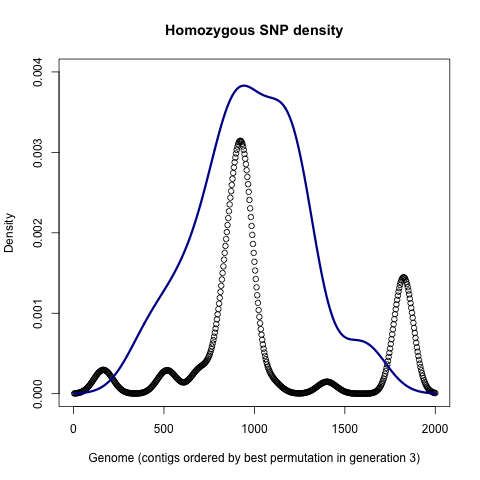 Homozygous SNP density
Density
0.004
0.003
0.002
0.001
0.000
0 500 1000 1500 2000
Genome (contigs ordered by best permutation in generation 3)